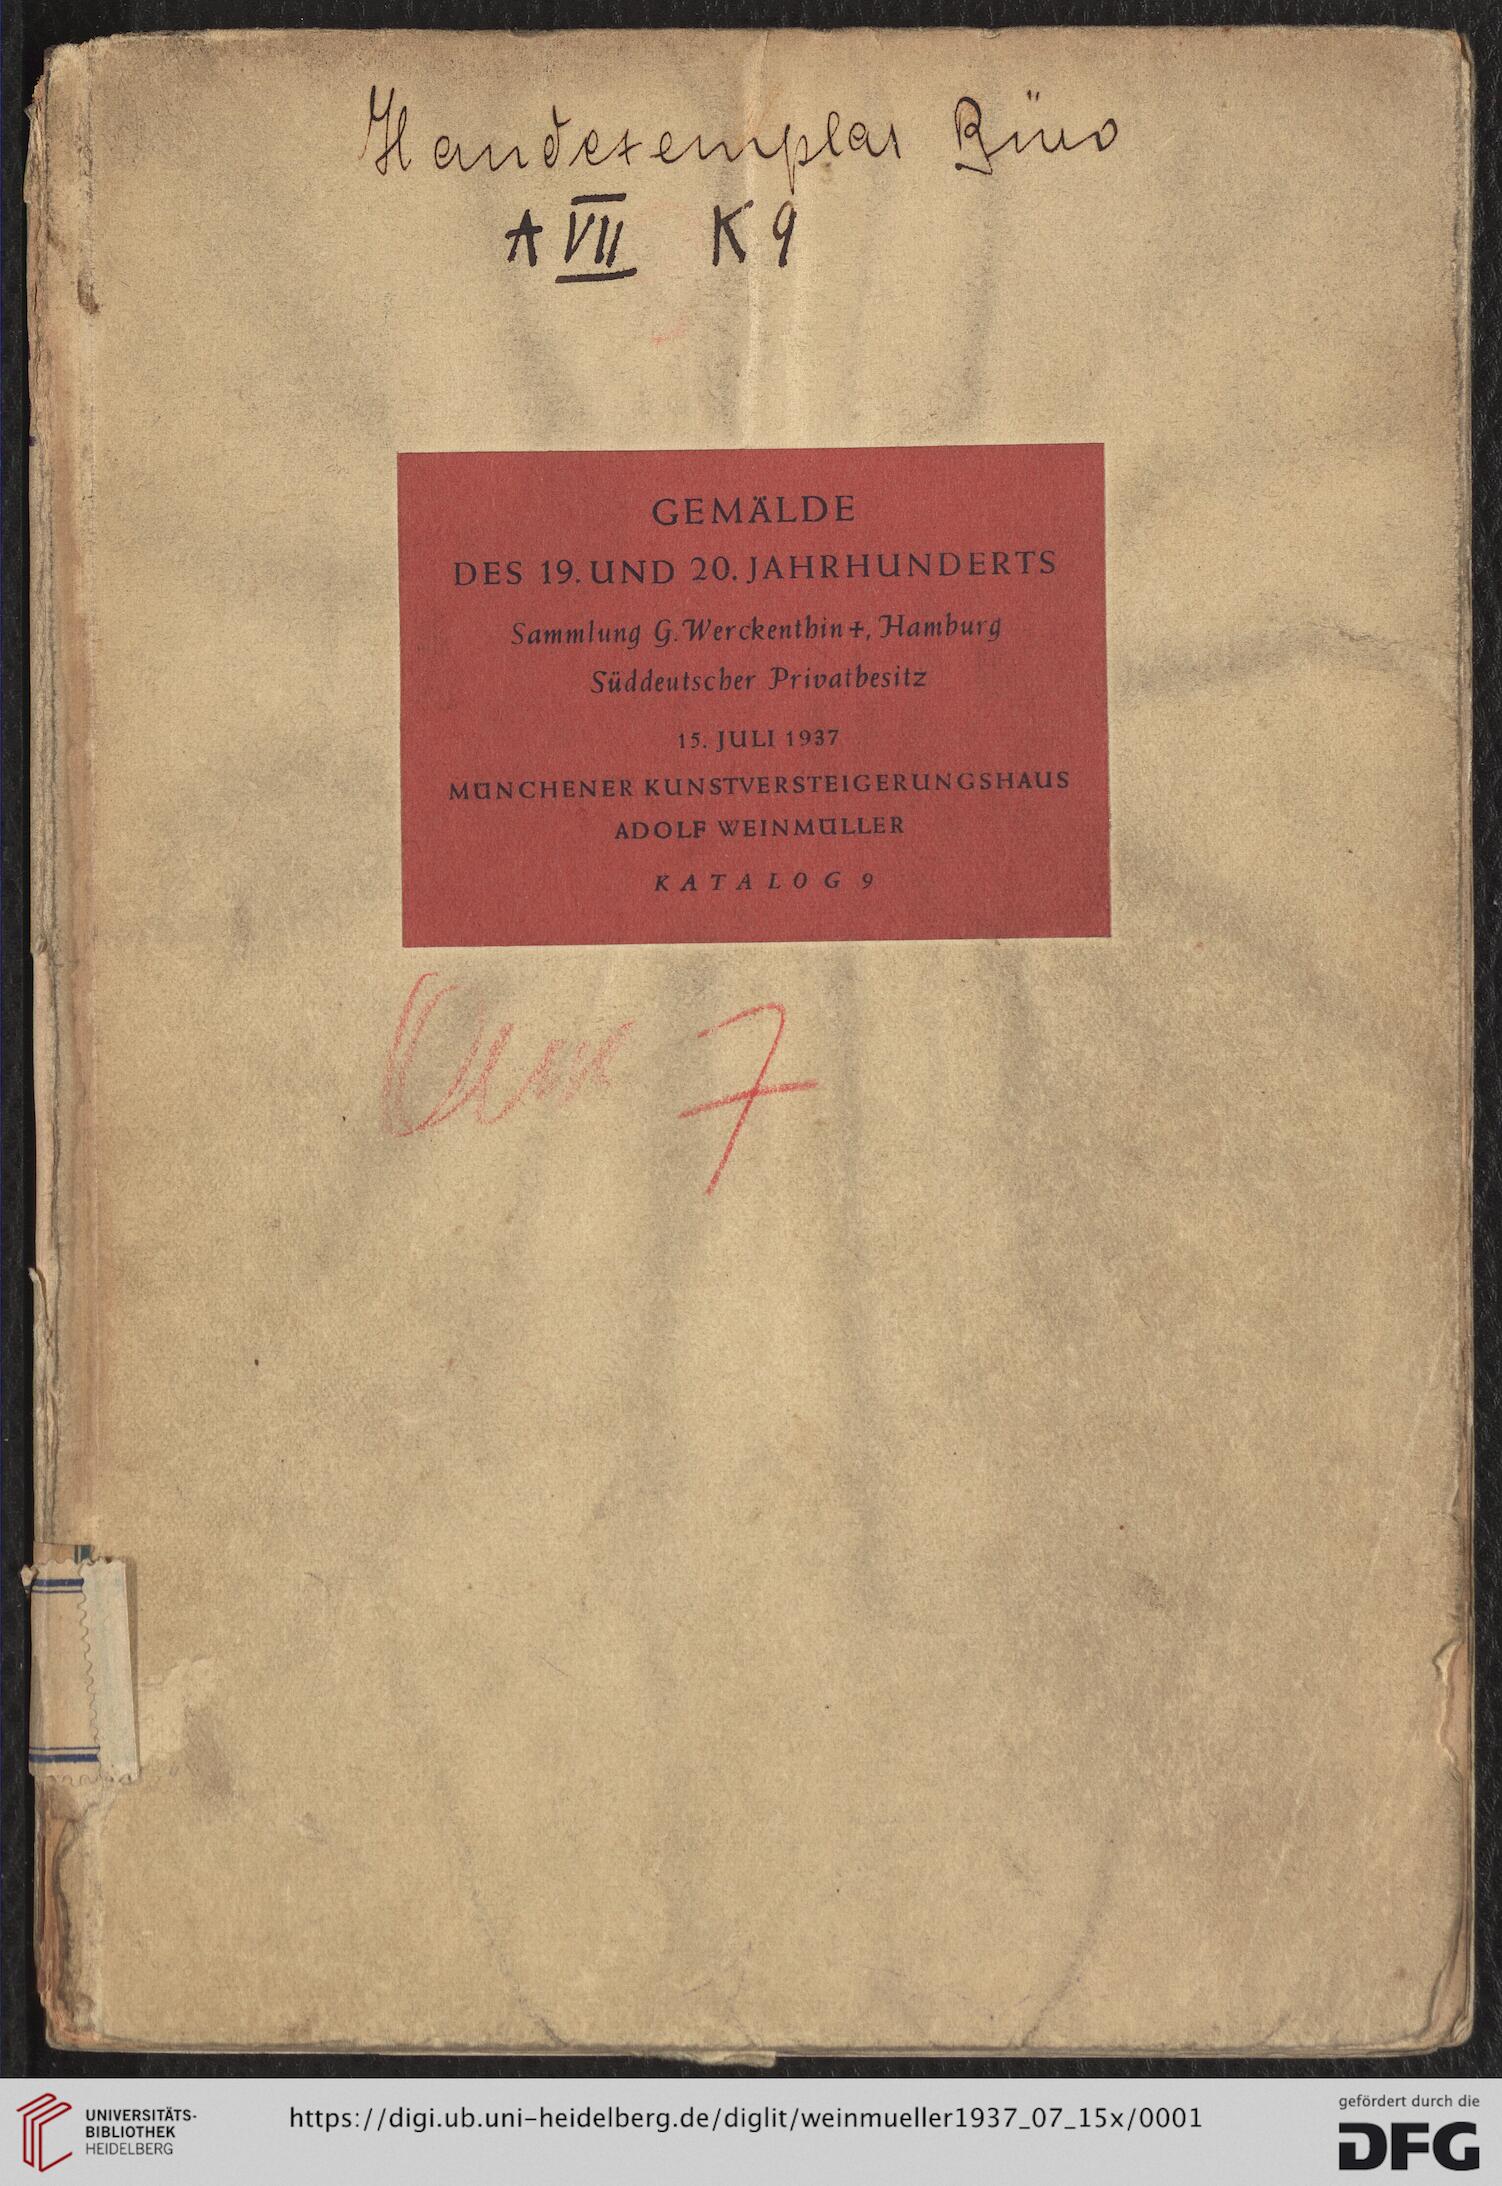 Handexemplar Büro
A VII K 9
GEMÄLDE
DES 19. UND 20. JAHRHUNDERTS
Sammlung G. Werckenthin +, Hamburg
Süddeutscher Privatbesitz
15. JULI 1937
MÜNCHENER KUNSTVERSTEIGERUNGSHAUS
ADOLF WEINMÜLLER
KATALOG 9
7
UNIVERSITÄTS-
BIBLIOTHEK
HEIDELBERG
https://digi.ub.uni-heidelberg.de/diglit/weinmueller1937_07_15x/0001
gefördert durch die
DFG